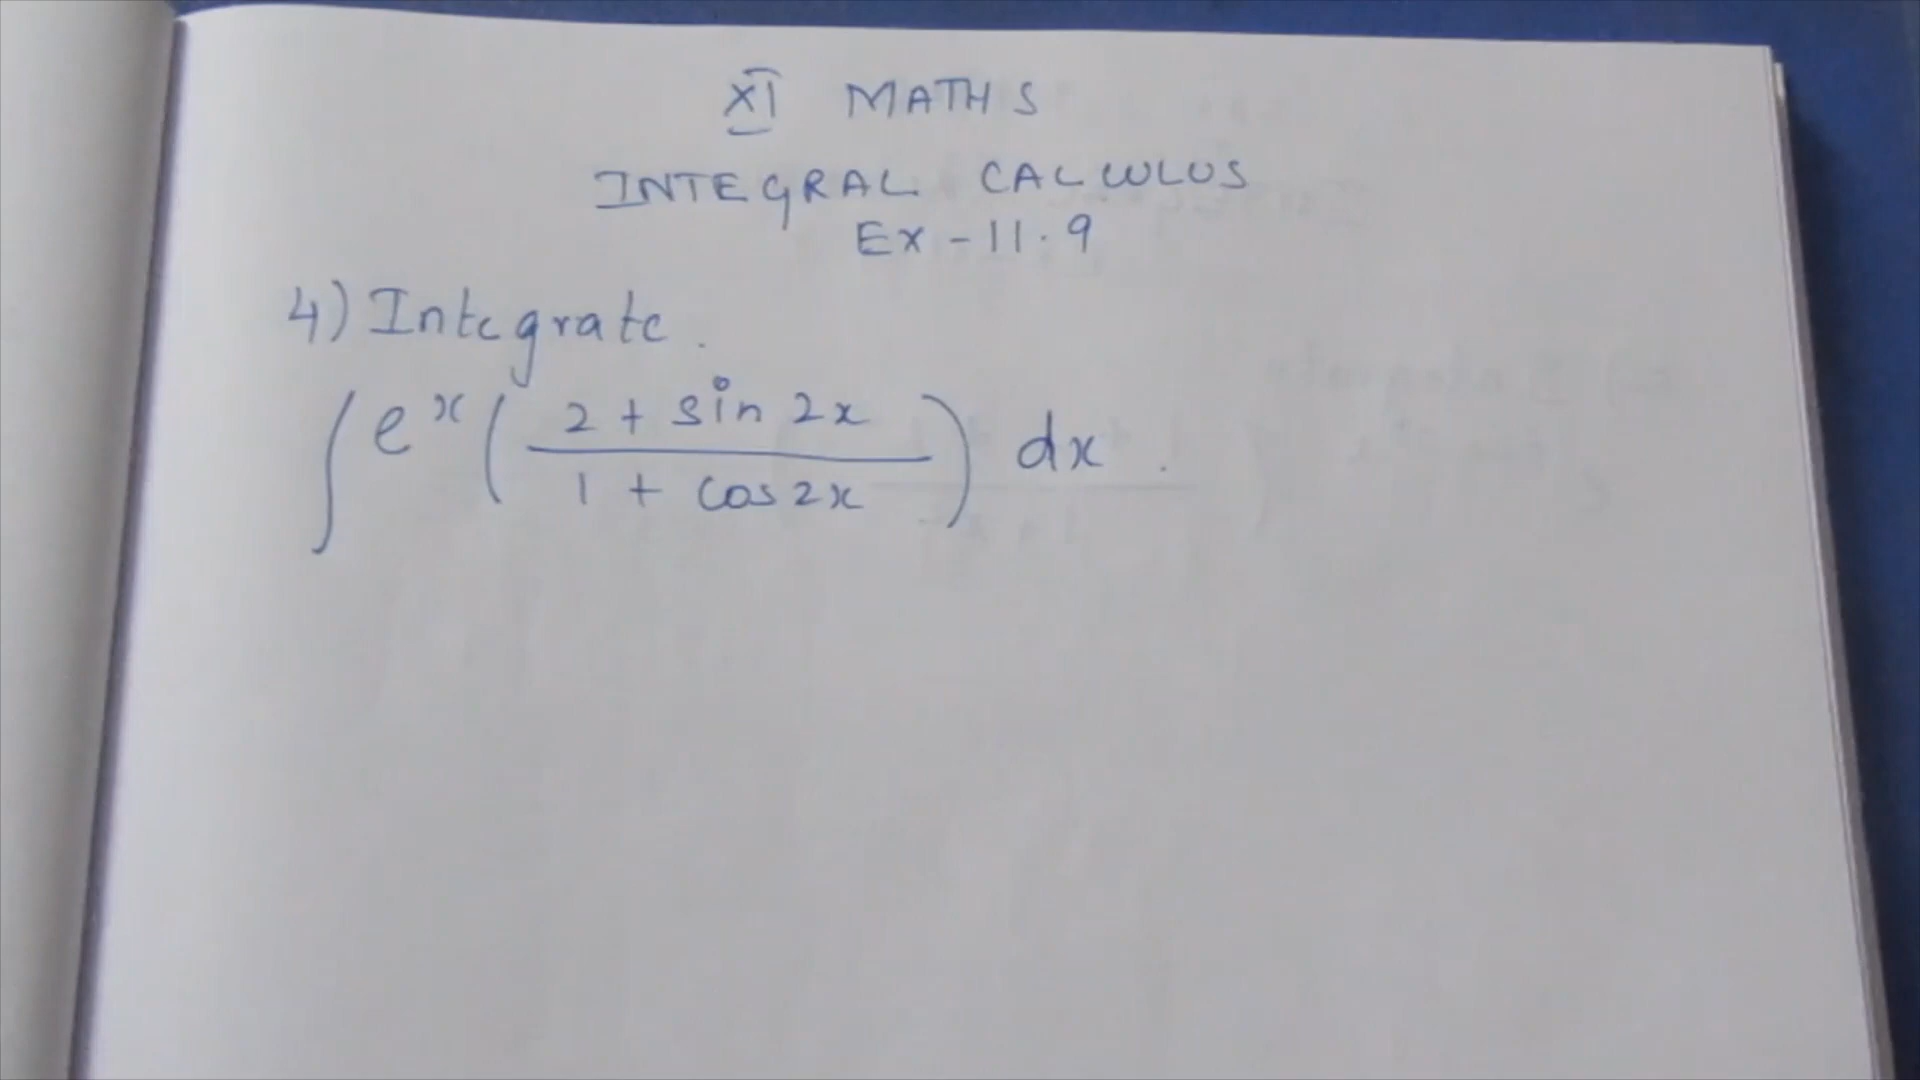 XI MATHS
INTEGRAL CALCULUS
Ex - 11.9
4) Integrate.
∫ e^x ( (2 + sin 2x) / (1 + cos 2x) ) dx.